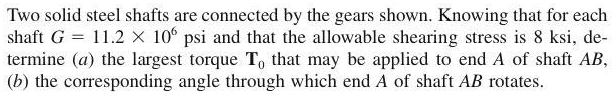 Two solid steel shafts are connected by the gears shown. Knowing that for each
shaft G = 11.2 × 10⁶ psi and that the allowable shearing stress is 8 ksi, de-
termine (a) the largest torque T₀ that may be applied to end A of shaft AB,
(b) the corresponding angle through which end A of shaft AB rotates.